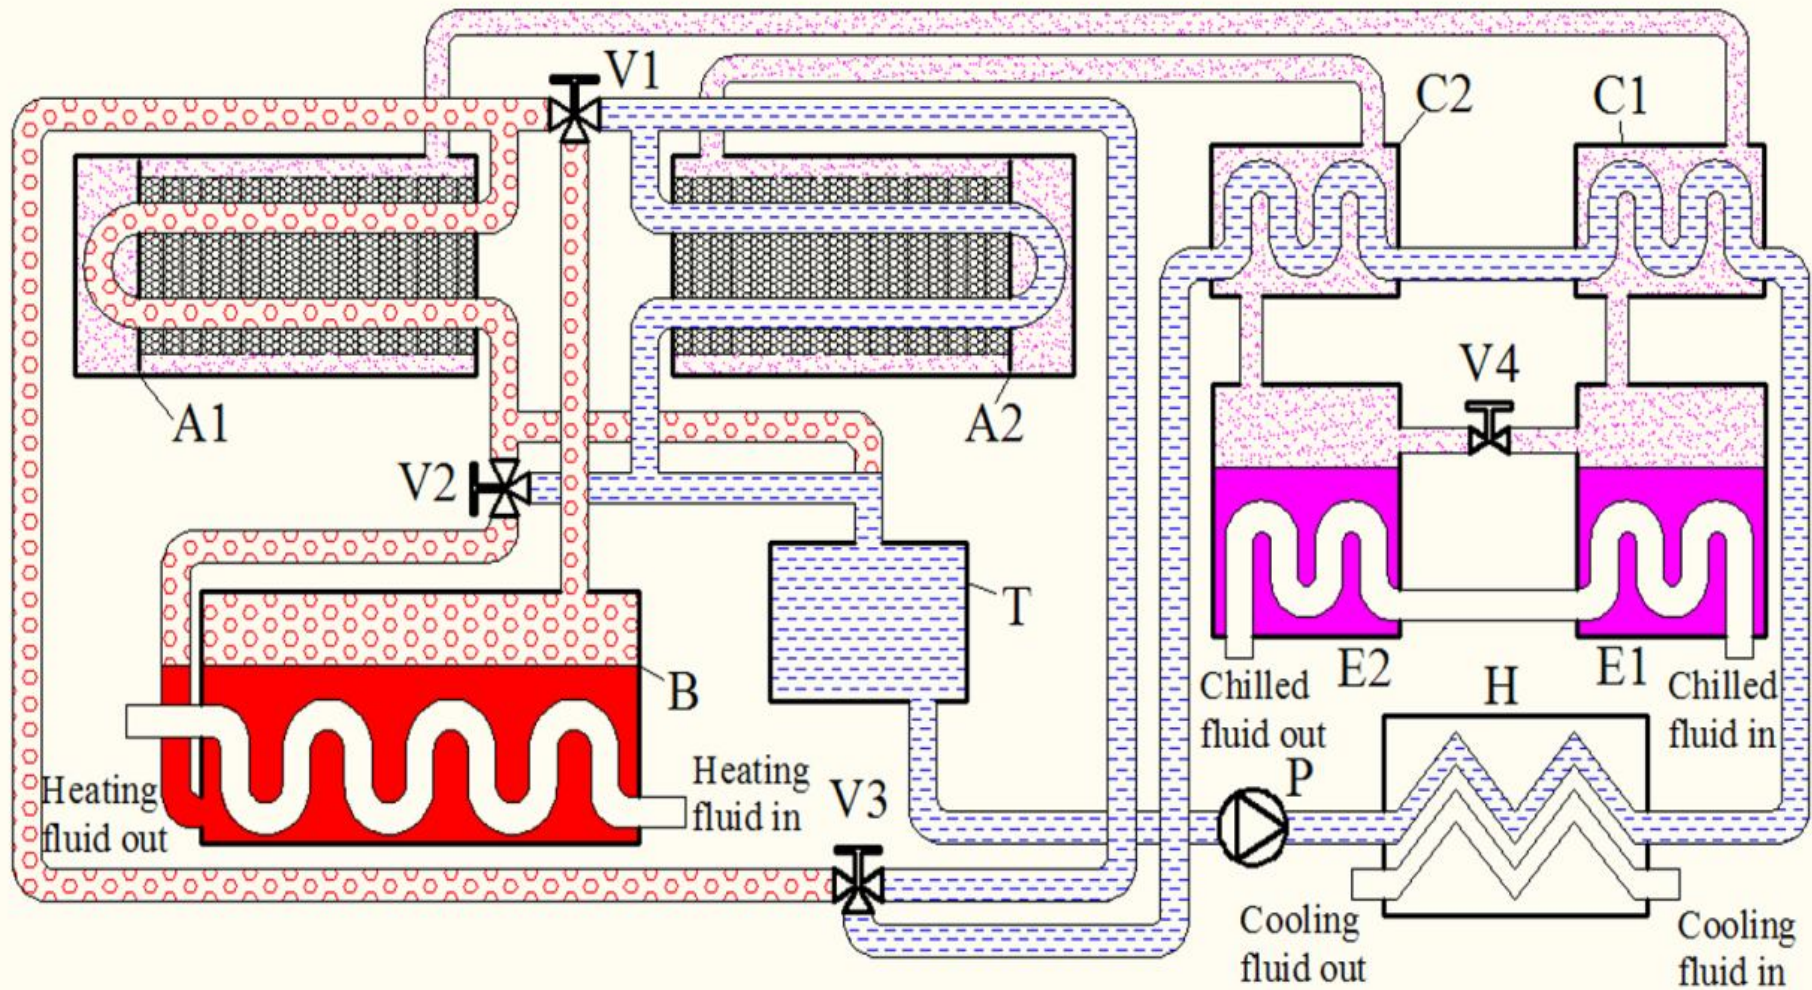 V1
C2
C1
A1
A2
V4
V2
T
B
Chilled
fluid out
E2
E1
Chilled
fluid in
H
Heating
fluid out
Heating
fluid in
V3
P
Cooling
fluid out
Cooling
fluid in